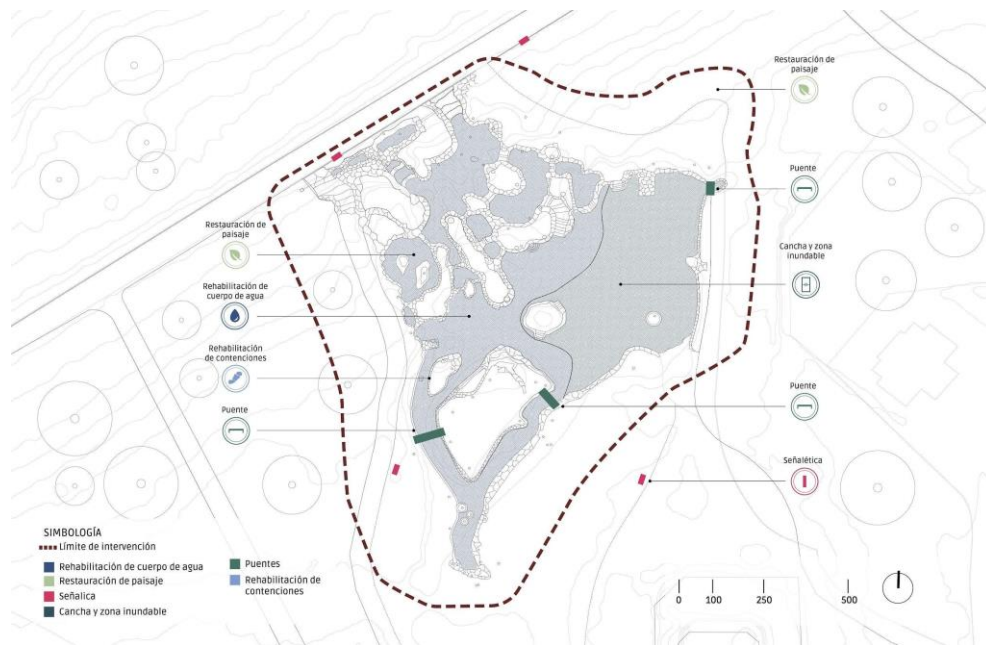 Restauración de
paisaje
Puente
Cancha y zona
inundable
Puente
Señalética
Restauración de
paisaje
Rehabilitación de
cuerpo de agua
Rehabilitación
de contenciones
Puente
SIMBOLOGÍA
Límite de intervención
Rehabilitación de cuerpo de agua
Restauración de paisaje
Señalica
Cancha y zona inundable
Puentes
Rehabilitación de
contenciones
0 100 250 500